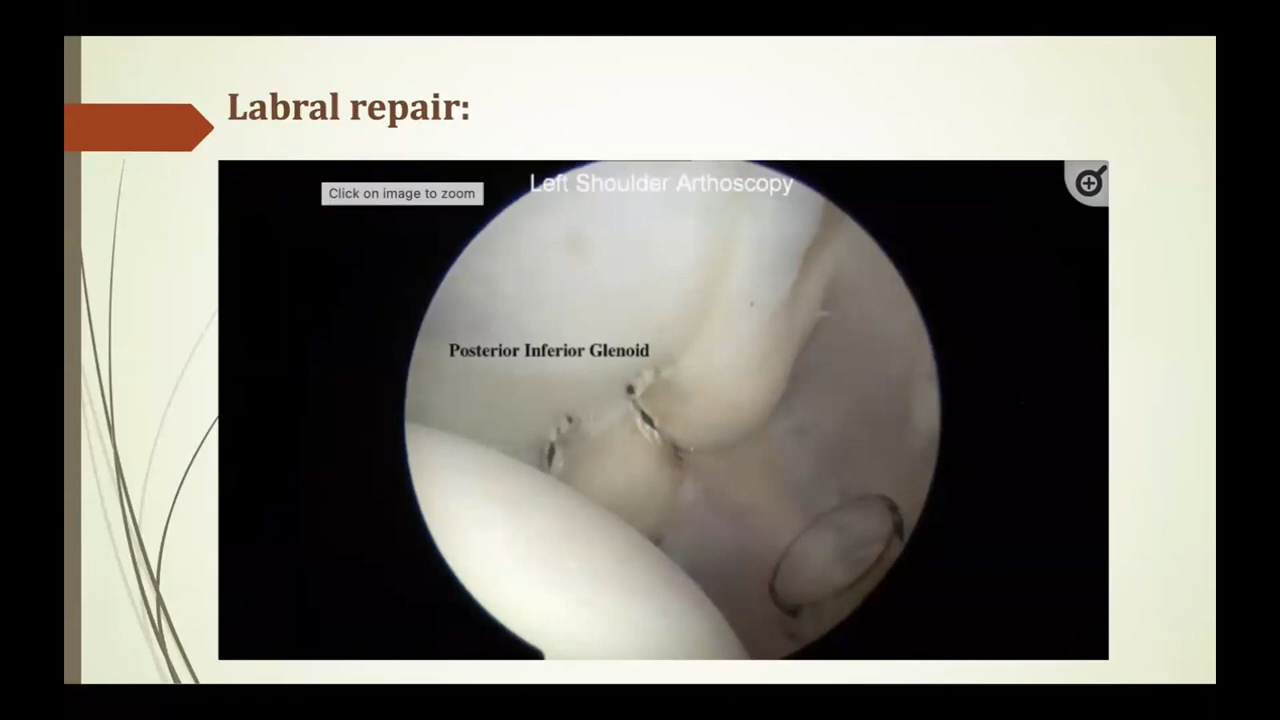 Labral repair:
Left Shoulder Arthoscopy
Click on image to zoom
Posterior Inferior Glenoid